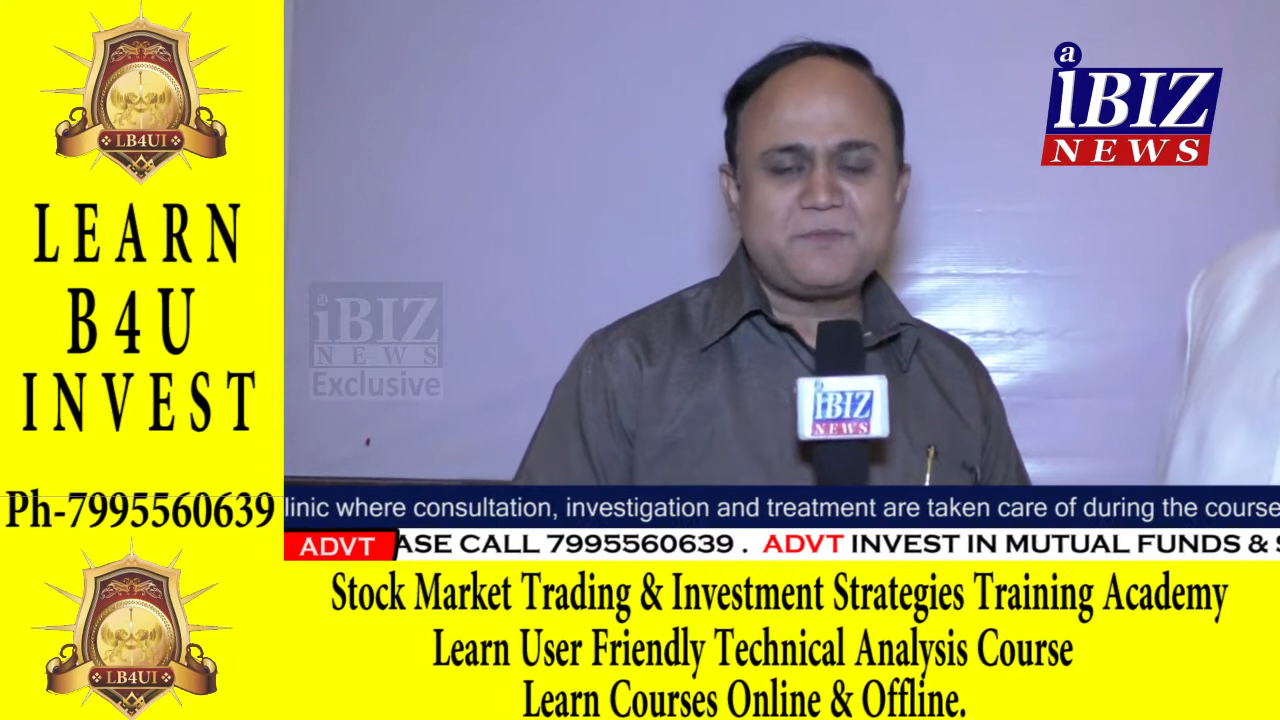 LB4UI
LEARN
B4U
INVEST
Ph-7995560639
LB4UI
a
iBIZ
NEWS
a
iBIZ
NEWS
Exclusive
iBIZ
NEWS
linic where consultation, investigation and treatment are taken care of during the course
ADVT
ASE CALL 7995560639 . ADVT INVEST IN MUTUAL FUNDS & S
Stock Market Trading & Investment Strategies Training Academy
Learn User Friendly Technical Analysis Course
Learn Courses Online & Offline.